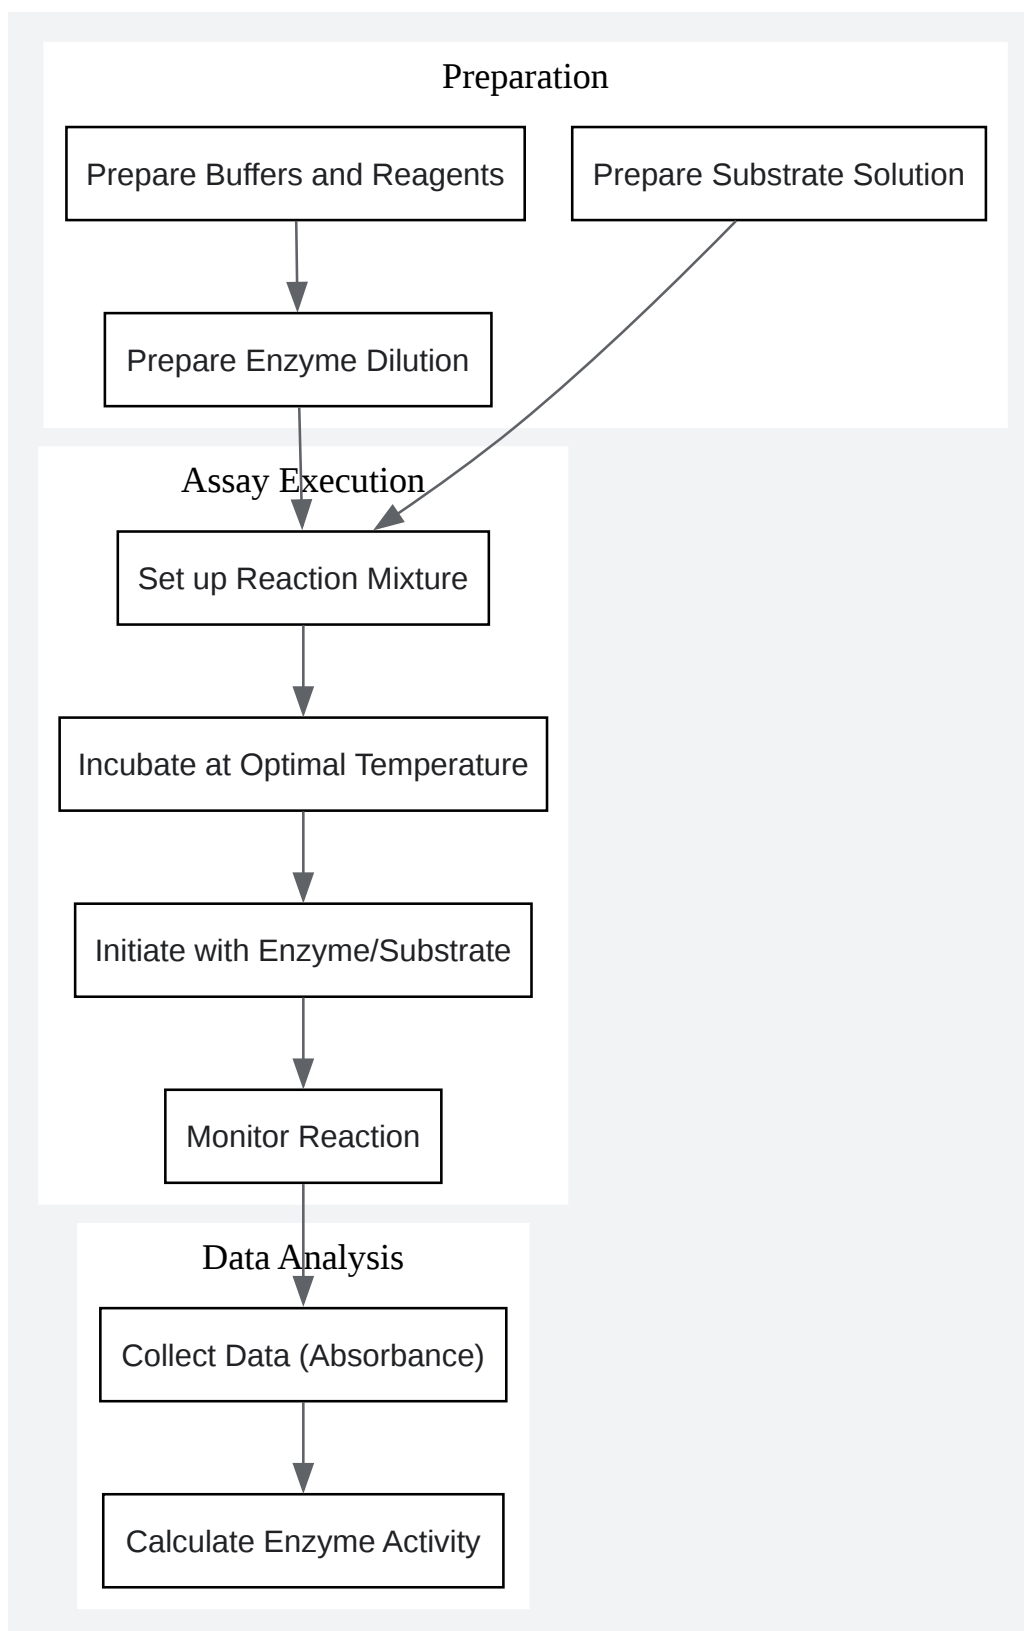 Preparation
Prepare Buffers and Reagents
Prepare Substrate Solution
Prepare Enzyme Dilution
Assay Execution
Set up Reaction Mixture
Incubate at Optimal Temperature
Initiate with Enzyme/Substrate
Monitor Reaction
Data Analysis
Collect Data (Absorbance)
Calculate Enzyme Activity